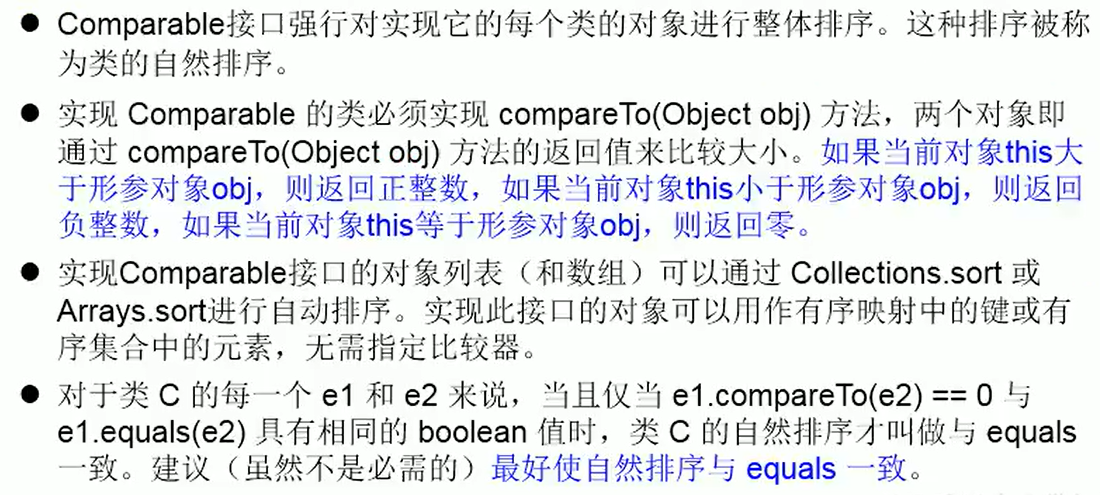 ● Comparable接口强行对实现它的每个类的对象进行整体排序。这种排序被称
为类的自然排序。
● 实现 Comparable 的类必须实现 compareTo(Object obj) 方法，两个对象即
通过 compareTo(Object obj) 方法的返回值来比较大小。如果当前对象this大
于形参对象obj，则返回正整数，如果当前对象this小于形参对象obj，则返回
负整数，如果当前对象this等于形参对象obj，则返回零。
● 实现Comparable接口的对象列表（和数组）可以通过 Collections.sort 或
Arrays.sort进行自动排序。实现此接口的对象可以用作有序映射中的键或有
序集合中的元素，无需指定比较器。
● 对于类 C 的每一个 e1 和 e2 来说，当且仅当 e1.compareTo(e2) == 0 与
e1.equals(e2) 具有相同的 boolean 值时，类 C 的自然排序才叫做与 equals
一致。建议（虽然不是必需的）最好使自然排序与 equals 一致。